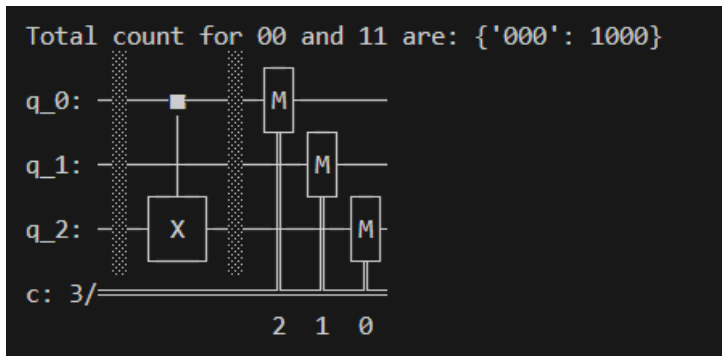 Total count for 00 and 11 are: {'000': 1000}
q_0: M
q_1: M
q_2: X M
c: 3/
2 1 0